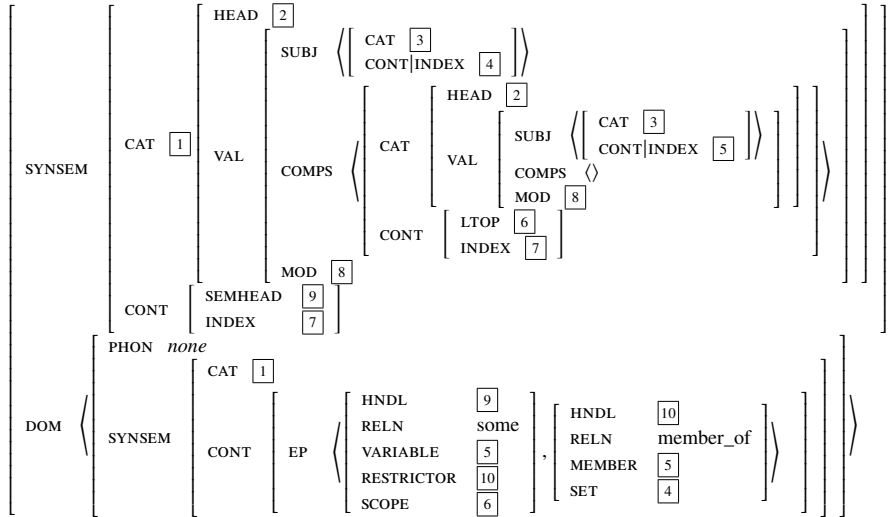 HEAD 2
SUBJ ⟨[ CAT 3
CONT|INDEX 4 ]⟩
HEAD 2
SYNSEM CAT 1 VAL COMPS ⟨ CAT VAL SUBJ ⟨[ CAT 3
CONT|INDEX 5 ]⟩
COMPS ⟨⟩
MOD 8
CONT [ LTOP 6
INDEX 7 ] ⟩
MOD 8
CONT [ SEMHEAD 9
INDEX 7 ]
PHON none
CAT 1
DOM ⟨ SYNSEM CONT EP ⟨ [ HNDL 9
RELN some
VARIABLE 5
RESTRICTOR 10
SCOPE 6 ] , [ HNDL 10
RELN member_of
MEMBER 5
SET 4 ] ⟩ ⟩